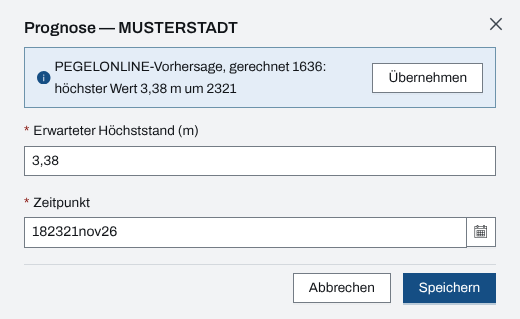 Prognose — MUSTERSTADT
PEGELONLINE-Vorhersage, gerechnet 1636:
höchster Wert 3,38 m um 2321
Übernehmen
* Erwarteter Höchststand (m)
3,38
* Zeitpunkt
182321nov26
Abbrechen
Speichern